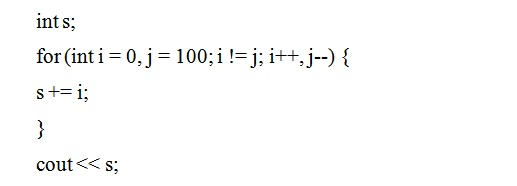 int s;
for (int i = 0, j = 100; i != j; i++, j--) {
s += i;
}
cout << s;